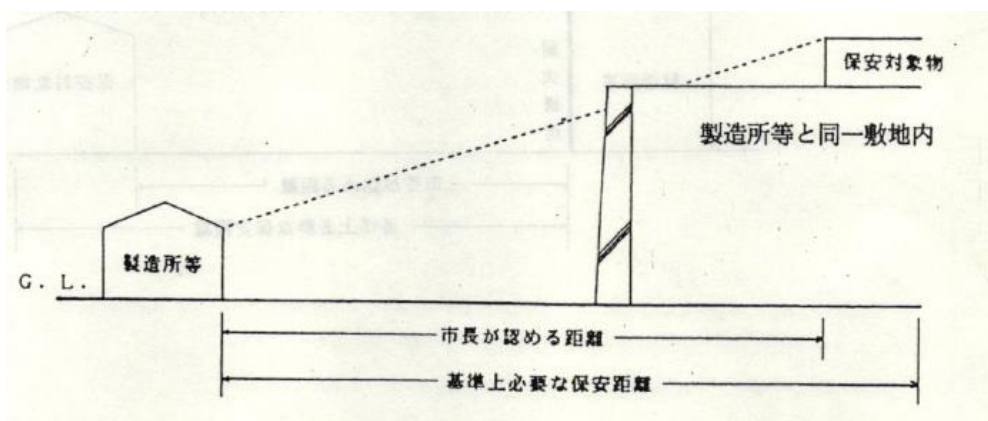 保安対象物
製造所等と同一敷地内
製造所等
G. L.
市長が認める距離
基準上必要な保安距離